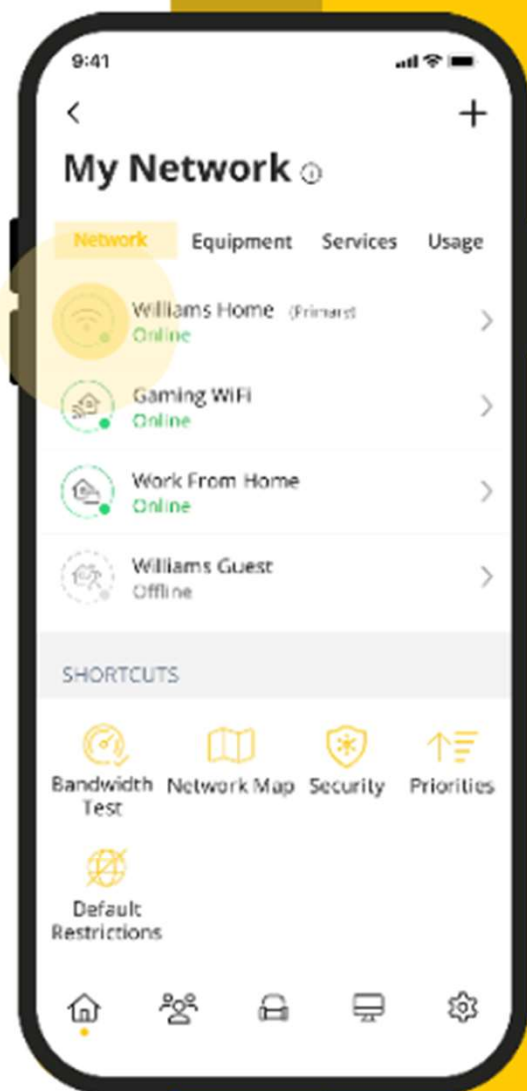 9:41
My Network
Network Equipment Services Usage
Williams Home (Primary)
Online
Gaming WiFi
Online
Work From Home
Online
Williams Guest
Offline
SHORTCUTS
Bandwidth Test
Network Map
Security
Priorities
Default
Restrictions